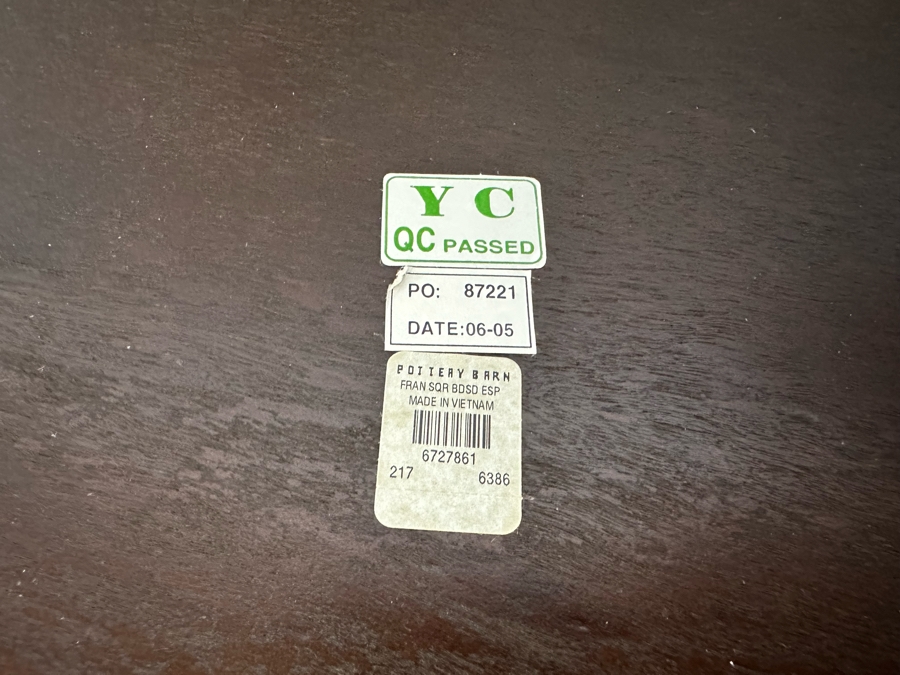 Y C
QC PASSED
PO: 87221
DATE:06-05
POTTERY BARN
FRAN SQR BDSD ESP
MADE IN VIETNAM
6727861
217 6386